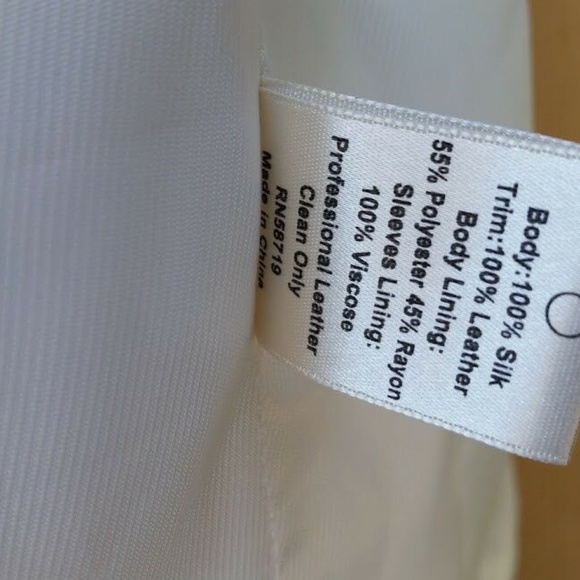 Body:100% Silk
Trim:100% Leather
Body Lining:
55% Polyester 45% Rayon
Sleeves Lining:
100% Viscose
Professional Leather
Clean Only
RN58719
Made in China